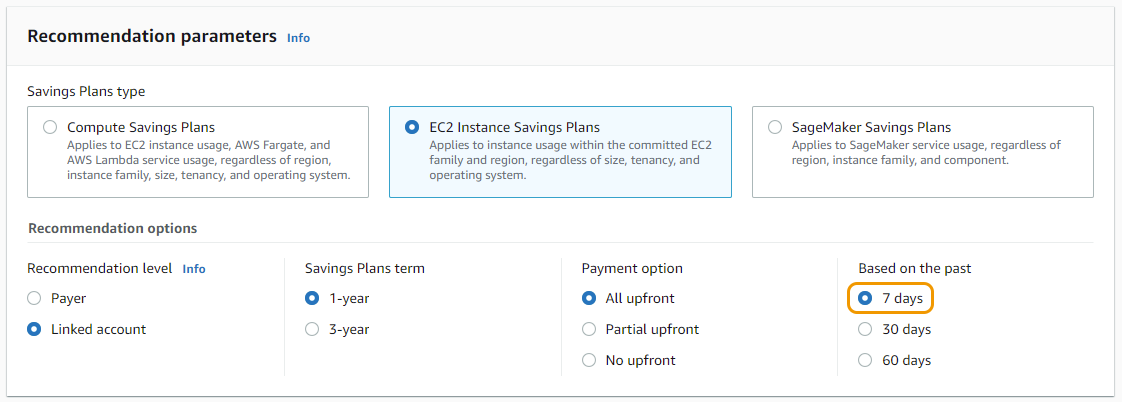 Recommendation parameters Info
Savings Plans type
Compute Savings Plans
Applies to EC2 instance usage, AWS Fargate, and
AWS Lambda service usage, regardless of region,
instance family, size, tenancy, and operating system.
EC2 Instance Savings Plans
Applies to instance usage within the committed EC2
family and region, regardless of size, tenancy, and
operating system.
SageMaker Savings Plans
Applies to SageMaker service usage, regardless of
region, instance family, and component.
Recommendation options
Recommendation level Info
Payer
Linked account
Savings Plans term
1-year
3-year
Payment option
All upfront
Partial upfront
No upfront
Based on the past
7 days
30 days
60 days